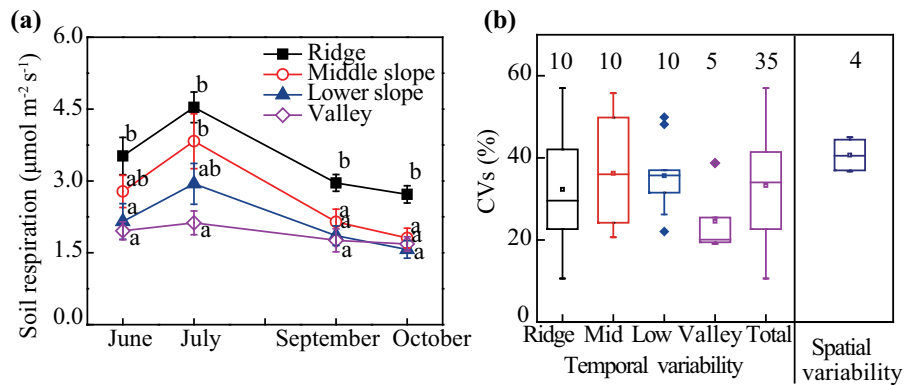 (a)
Soil respiration (µmol m⁻² s⁻¹)
6.0
4.5
3.0
1.5
0.0
Ridge
Middle slope
Lower slope
Valley
b
ab
a
a
b
b
ab
a
b
a
a
a
b
a
a
a
June
July
September
October
(b)
CVs (%)
60
40
20
0
10
10
10
5
35
4
Ridge
Mid
Low
Valley
Total
Temporal variability
Spatial
variability